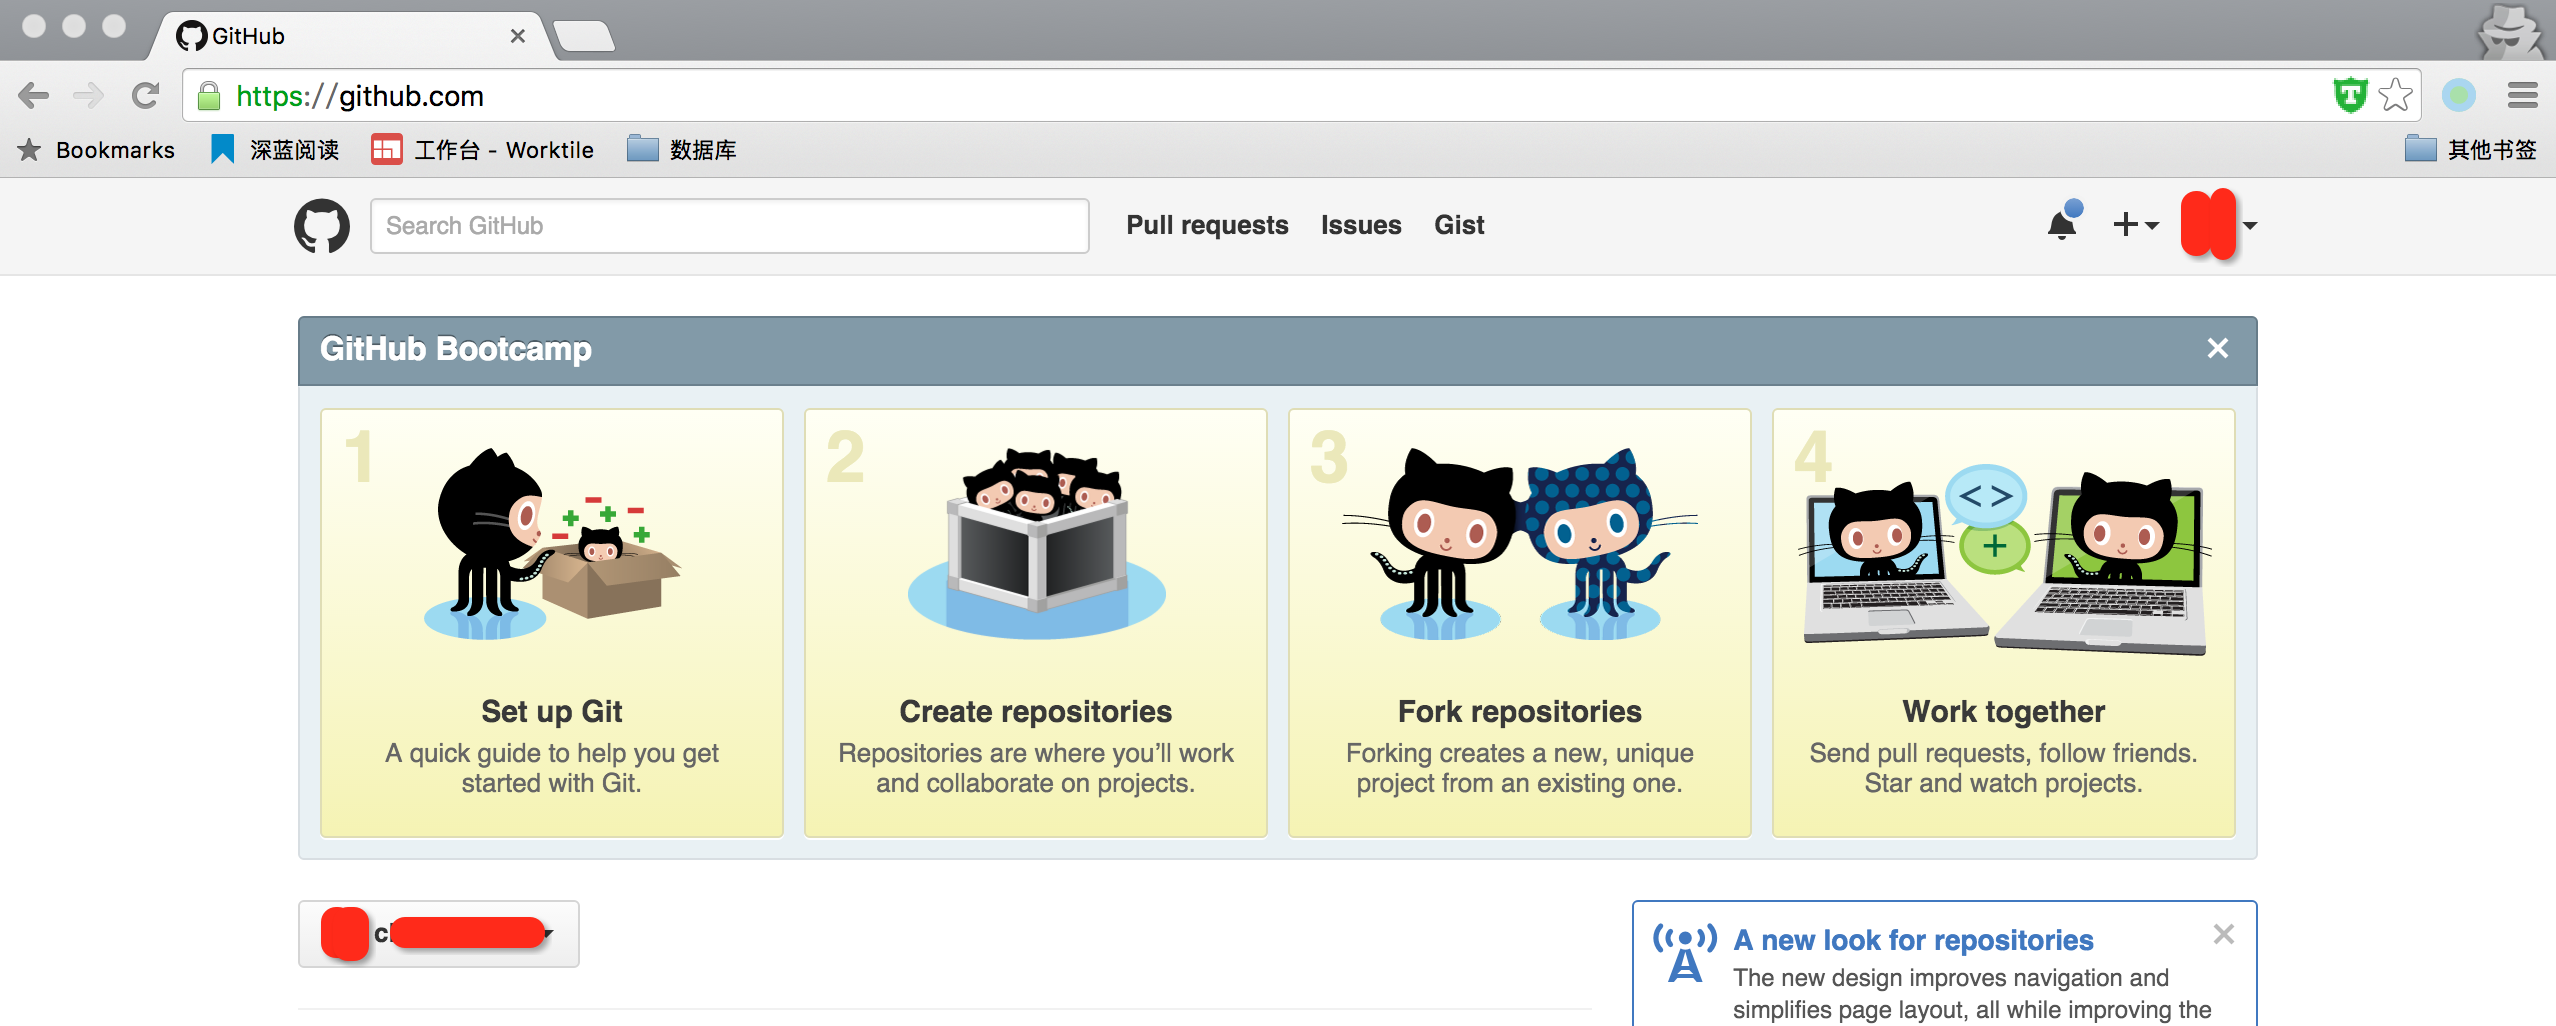 GitHub
https://github.com
Bookmarks 深蓝阅读 工作台 - Worktile 数据库 其他书签
Search GitHub Pull requests Issues Gist
GitHub Bootcamp
1 2 3 4
Set up Git
A quick guide to help you get
started with Git.
Create repositories
Repositories are where you’ll work
and collaborate on projects.
Fork repositories
Forking creates a new, unique
project from an existing one.
Work together
Send pull requests, follow friends.
Star and watch projects.
A new look for repositories
The new design improves navigation and
simplifies page layout, all while improving the